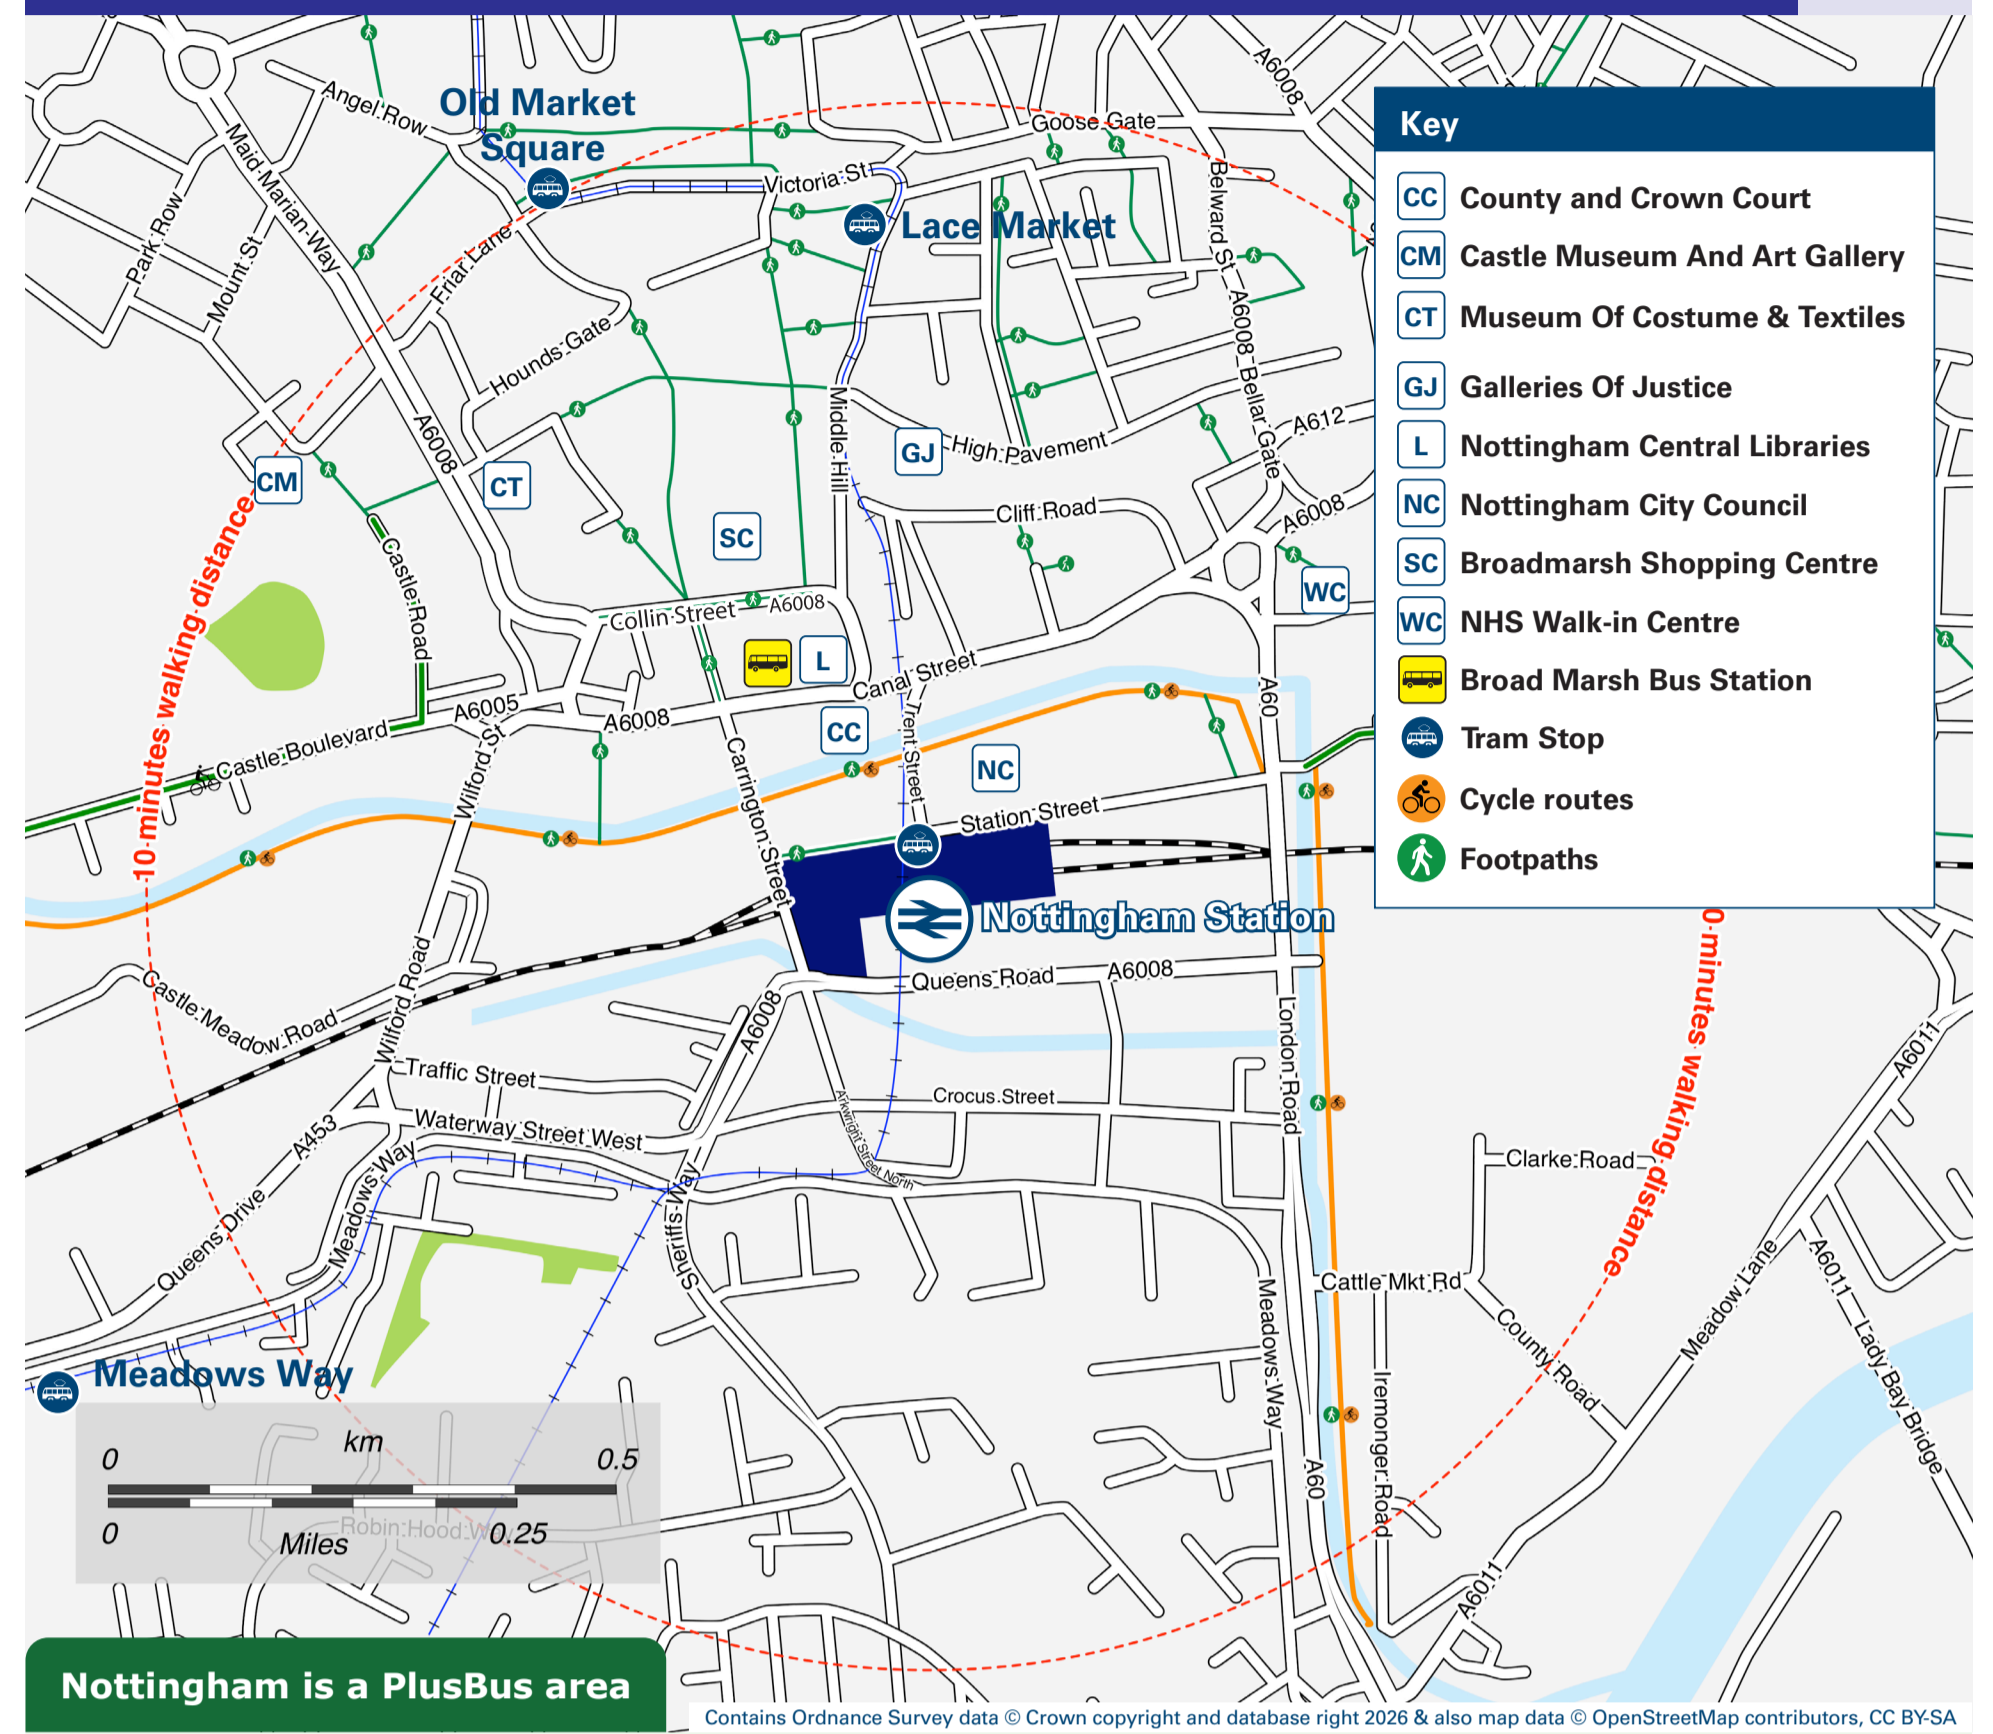 Old Market
Square
Angel Row
A6008
Goose Gate
Maid Marian Way
Victoria St
Lace Market
Belward St
Park Row
Mount St
Friar Lane
A6008
Hounds Gate
Bellar Gate
A6008
A612
Middle Hill
High Pavement
GJ
CM
CT
SC
Cliff Road
A6008
WC
Castle Road
10 minutes walking distance
Collin Street
A6008
L
Canal Street
A6005
A6008
CC
A60
Castle Boulevard
Wilford St
Carrington Street
Trent Street
NC
Station Street
Nottingham Station
Queens Road
A6008
Castle Meadow Road
Wilford Road
A6008
London Road
0 minutes walking distance
A6011
Traffic Street
Crocus Street
Arkwright Street North
Waterway Street West
A453
Meadows Way
Queens Drive
Sheriffs Way
Clarke Road
Cattle Mkt Rd
County Road
Meadow Lane
A6011
Lady Bay Bridge
Meadows Way
Iremonger Road
A60
A6011
Meadows Way
km
0
0.5
0
Miles
0.25
Robin Hood Way
Key
CC County and Crown Court
CM Castle Museum And Art Gallery
CT Museum Of Costume & Textiles
GJ Galleries Of Justice
L Nottingham Central Libraries
NC Nottingham City Council
SC Broadmarsh Shopping Centre
WC NHS Walk-in Centre
Broad Marsh Bus Station
Tram Stop
Cycle routes
Footpaths
Nottingham is a PlusBus area
Contains Ordnance Survey data © Crown copyright and database right 2026 & also map data © OpenStreetMap contributors, CC BY-SA